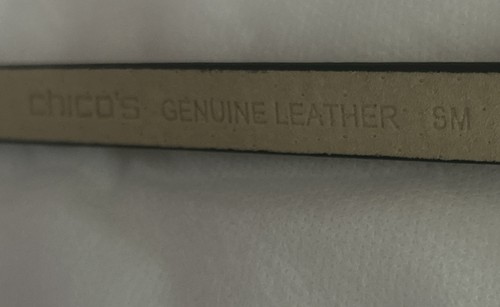 chico's GENUINE LEATHER SM